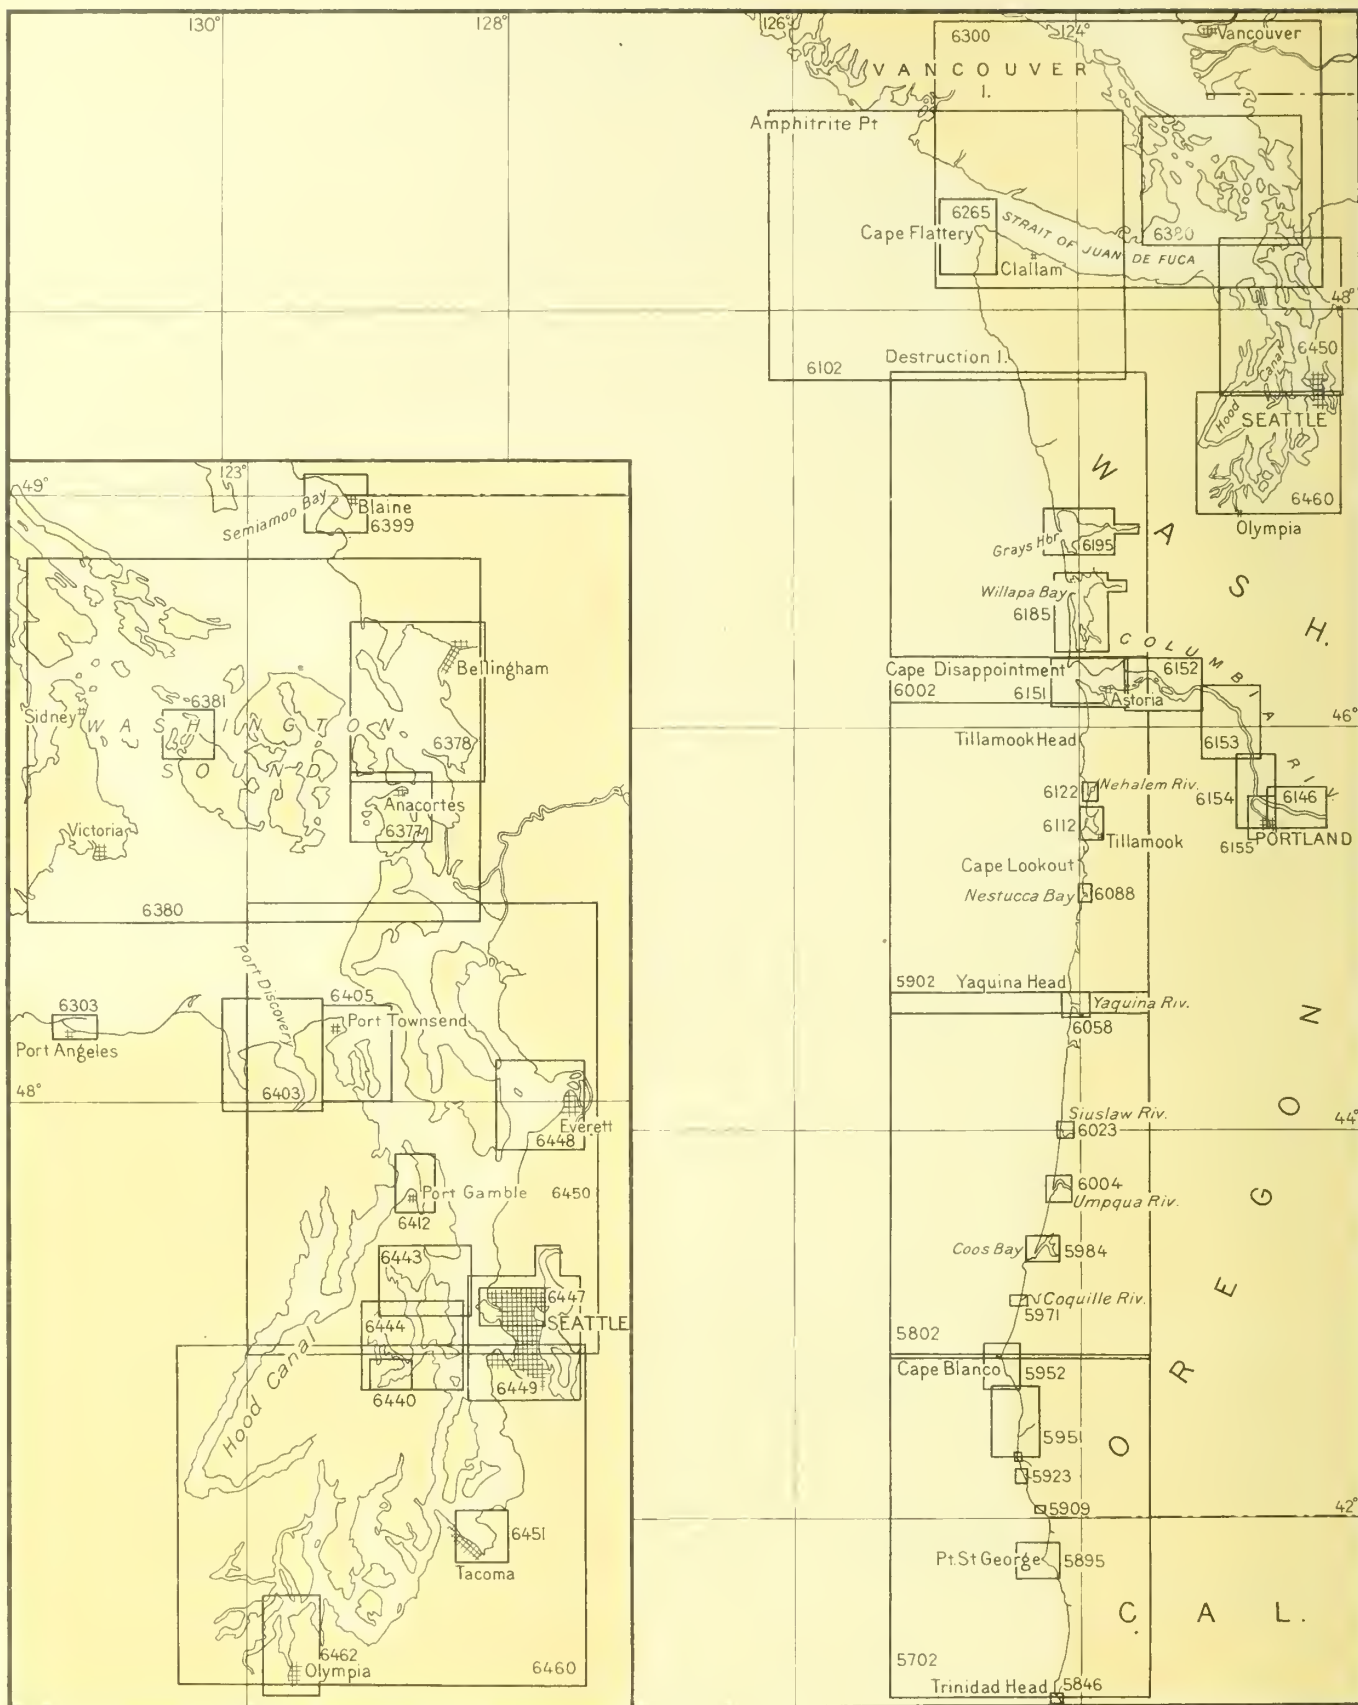 130°
128°
126°
124°
6300
Vancouver
VANCOUVER
I.
Amphitrite Pt
6265
Cape Flattery
STRAIT OF JUAN DE FUCA
Clallam
6380
48°
6450
Hood Canal
SEATTLE
6460
Olympia
Destruction I.
6102
WASH.
Grays Hbr.
6195
Willapa Bay
6185
COLUMBIA RIV.
Cape Disappointment
6002
6151
6152
Astoria
46°
Tillamook Head
6153
6122
Nehalem Riv.
6154
6146
6112
Tillamook
6155
PORTLAND
Cape Lookout
Nestucca Bay
6088
5902
Yaquina Head
Yaquina Riv.
6058
Siuslaw Riv.
6023
44°
6004
Umpqua Riv.
Coos Bay
5984
Coquille Riv.
5971
5802
OREGON
Cape Blanco
5952
5951
5923
5909
42°
Pt. St George
5895
CAL.
5702
Trinidad Head
5846
123°
49°
Semiamoo Bay
Blaine
6399
Bellingham
6381
Sidney
WASHINGTON
SOUND
6378
Anacortes
6377
Victoria
6380
Port Discovery
6303
6405
Port Townsend
Port Angeles
48°
6403
Everett
6448
Port Gamble
6450
6412
6443
6447
SEATTLE
6444
Hood Canal
6440
6449
6451
Tacoma
6462
Olympia
6460